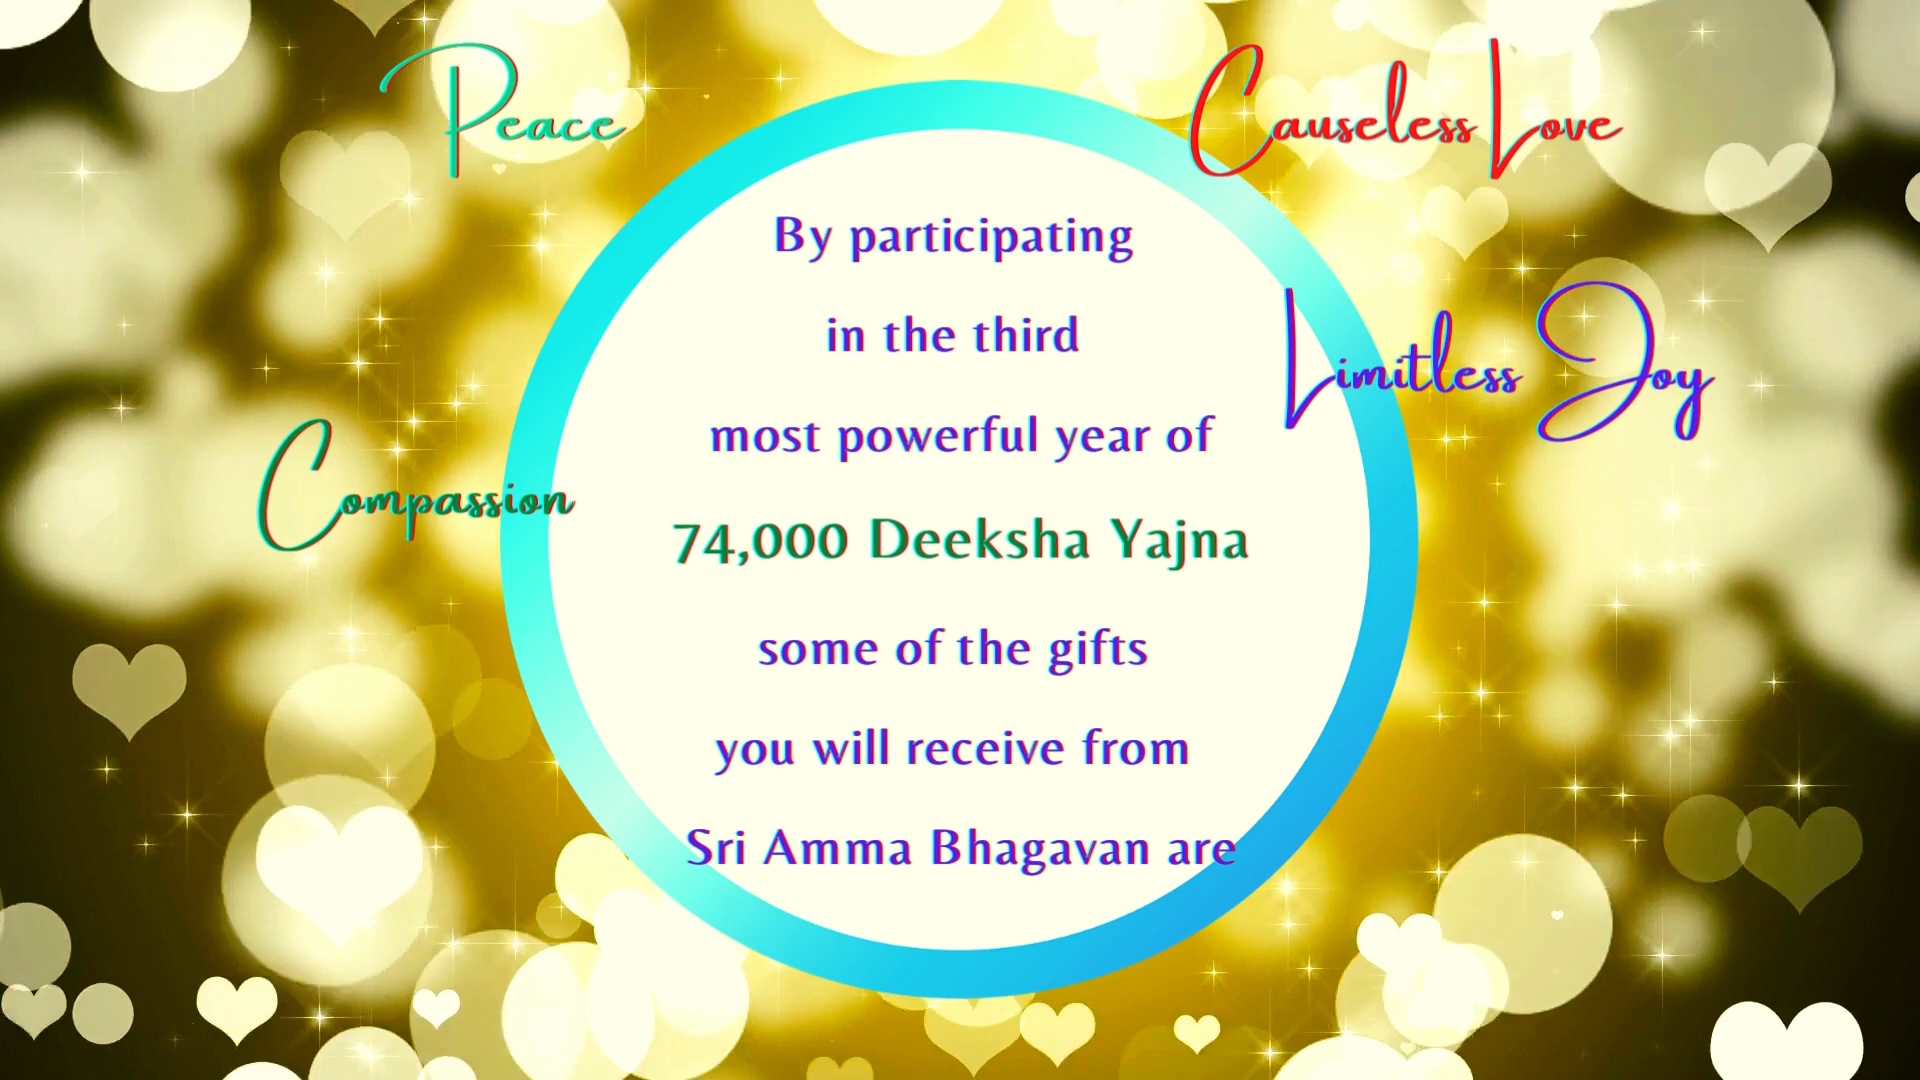 Peace
Causeless Love
By participating
in the third
Limitless Joy
most powerful year of
Compassion
74,000 Deeksha Yajna
some of the gifts
you will receive from
Sri Amma Bhagavan are